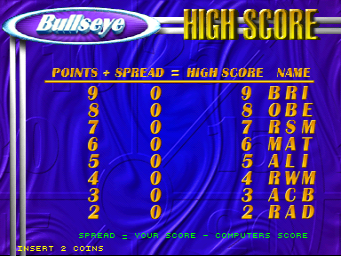 Bullseye HIGH SCORE
POINTS + SPREAD = HIGH SCORE NAME
9 0 9 BRI
8 0 8 OBE
7 0 7 RSM
6 0 6 MAT
5 0 5 ALI
4 0 4 RWM
3 0 3 ACB
2 0 2 RAD
SPREAD = YOUR SCORE - COMPUTERS SCORE
INSERT 2 COINS